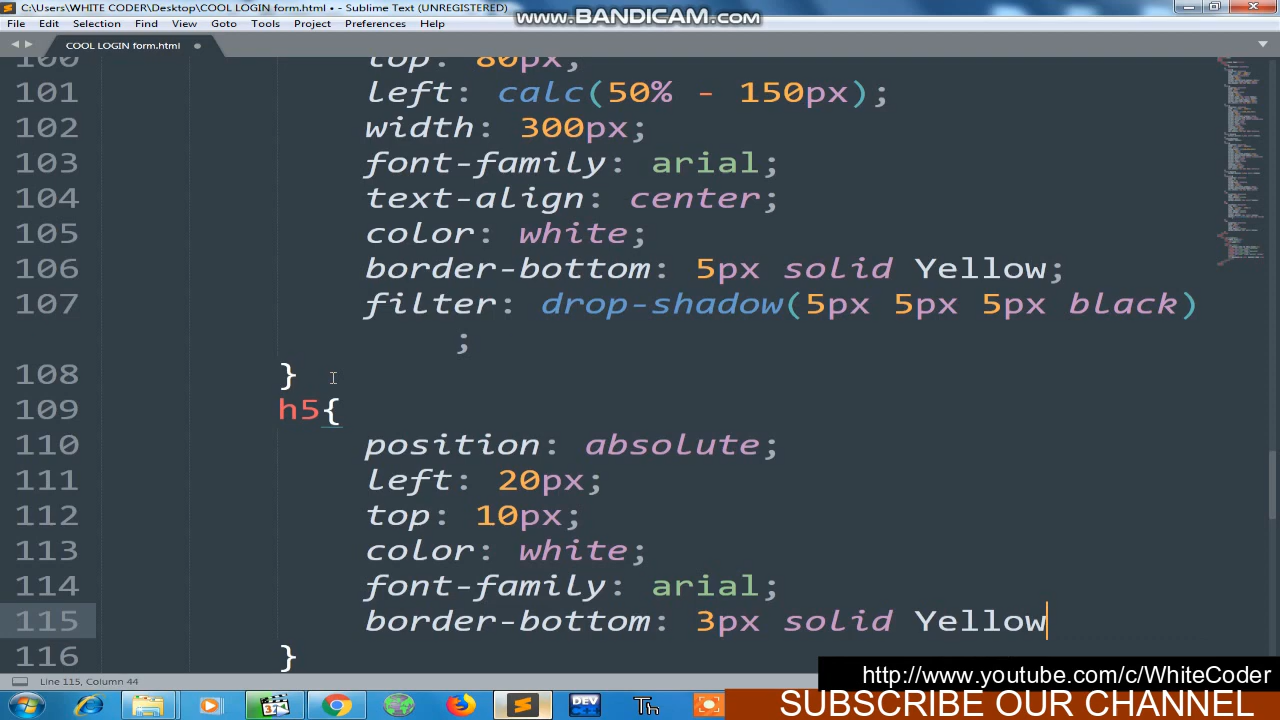 C:\Users\WHITE CODER\Desktop\COOL LOGIN form.html • - Sublime Text (UNREGISTERED)
www.BANDICAM.com
File Edit Selection Find View Goto Tools Project Preferences Help
COOL LOGIN form.html
100 top: 80px;
101 left: calc(50% - 150px);
102 width: 300px;
103 font-family: arial;
104 text-align: center;
105 color: white;
106 border-bottom: 5px solid Yellow;
107 filter: drop-shadow(5px 5px 5px black)
;
108 }
109 h5{
110 position: absolute;
111 left: 20px;
112 top: 10px;
113 color: white;
114 font-family: arial;
115 border-bottom: 3px solid Yellow
116 }
Line 115, Column 44
http://www.youtube.com/c/WhiteCoder
DEV
Th
SUBSCRIBE OUR CHANNEL